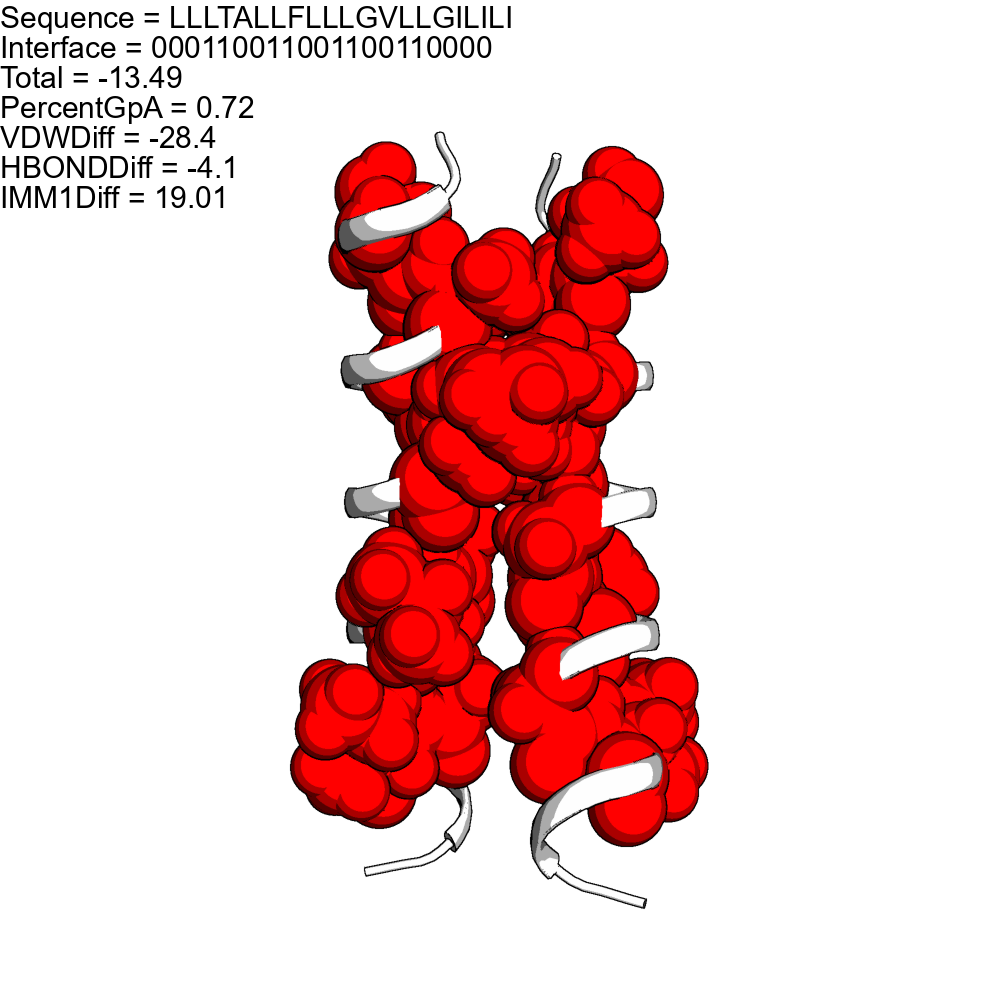 Sequence = LLLTALLFLLLGVLLGILILI
Interface = 000110011001100110000
Total = -13.49
PercentGpA = 0.72
VDWDiff = -28.4
HBONDDiff = -4.1
IMM1Diff = 19.01